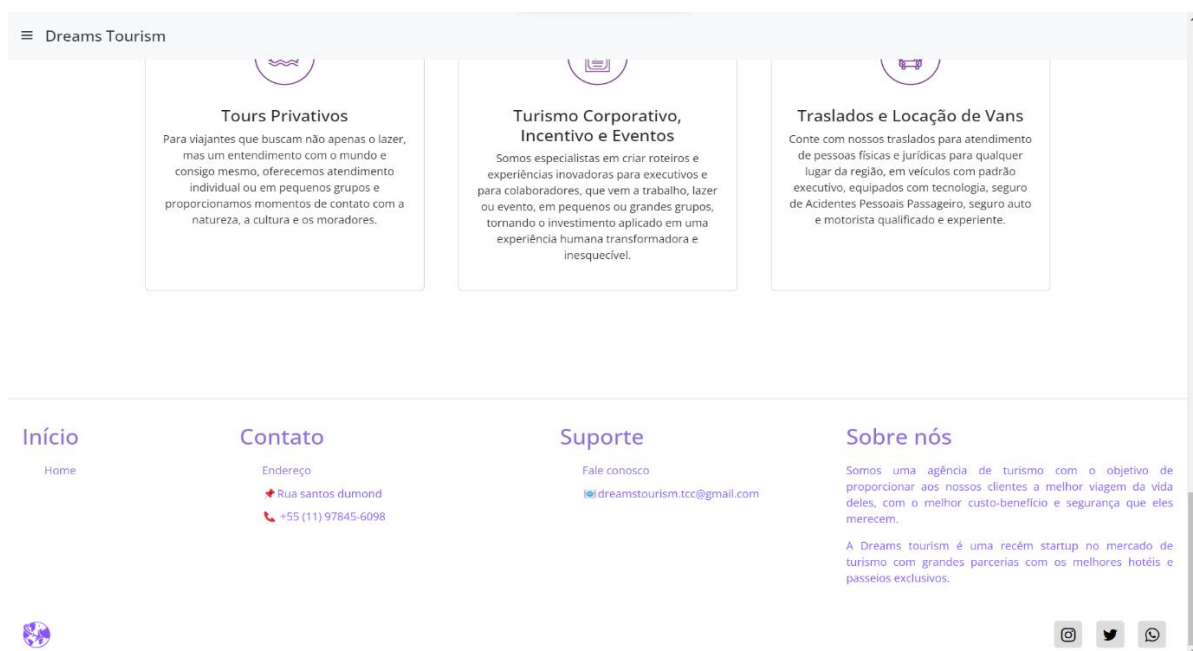 Dreams Tourism
Tours Privativos
Para viajantes que buscam não apenas o lazer,
mas um entendimento com o mundo e
consigo mesmo, oferecemos atendimento
individual ou em pequenos grupos e
proporcionamos momentos de contato com a
natureza, a cultura e os moradores.
Turismo Corporativo,
Incentivo e Eventos
Somos especialistas em criar roteiros e
experiências inovadoras para executivos e
para colaboradores, que vem a trabalho, lazer
ou evento, em pequenos ou grandes grupos,
tornando o investimento aplicado em uma
experiência humana transformadora e
inesquecível.
Traslados e Locação de Vans
Conte com nossos traslados para atendimento
de pessoas físicas e jurídicas para qualquer
lugar da região, em veículos com padrão
executivo, equipados com tecnologia, seguro
de Acidentes Pessoais Passageiro, seguro auto
e motorista qualificado e experiente.
Início
Home
Contato
Endereço
Rua santos dumond
+55 (11) 97845-6098
Suporte
Fale conosco
dreamstourism.tcc@gmail.com
Sobre nós
Somos uma agência de turismo com o objetivo de
proporcionar aos nossos clientes a melhor viagem da vida
deles, com o melhor custo-benefício e segurança que eles
merecem.
A Dreams tourism é uma recém startup no mercado de
turismo com grandes parcerias com os melhores hotéis e
passeios exclusivos.